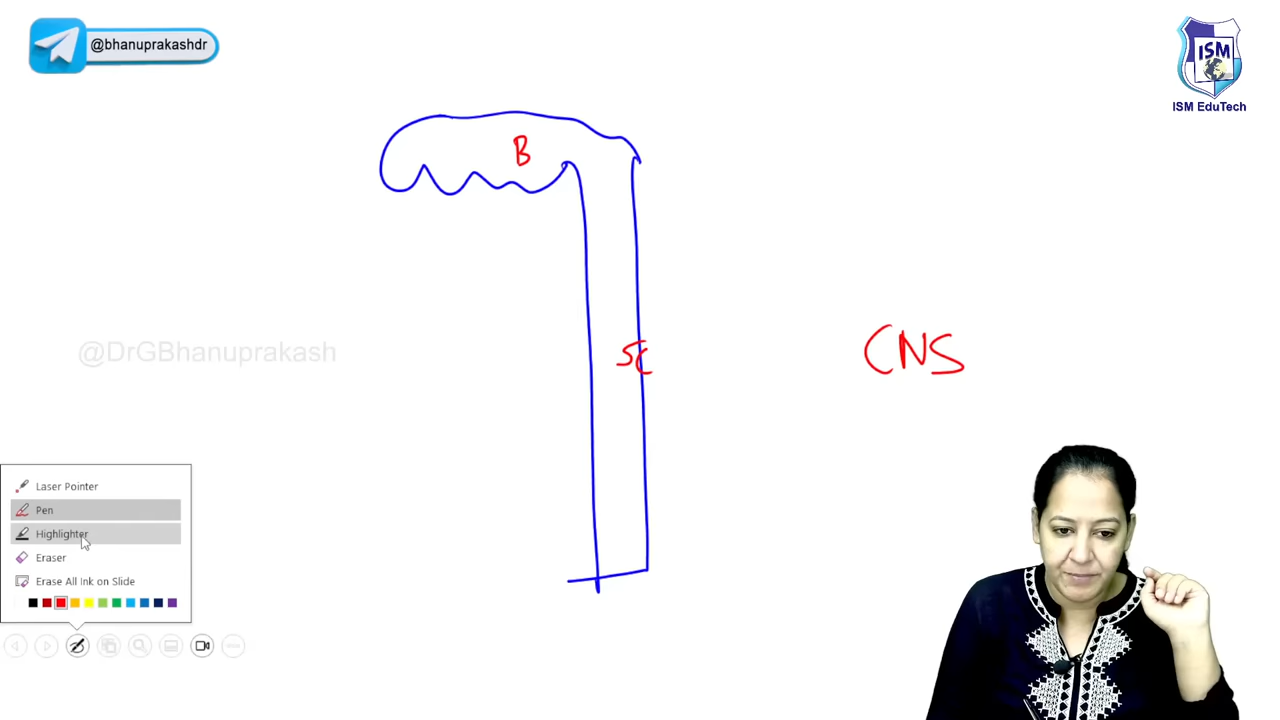 @bhanuprakashdr
ISM
ISM EduTech
B
@DrGBhanuprakash
SC
CNS
Laser Pointer
Pen
Highlighter
Eraser
Erase All Ink on Slide